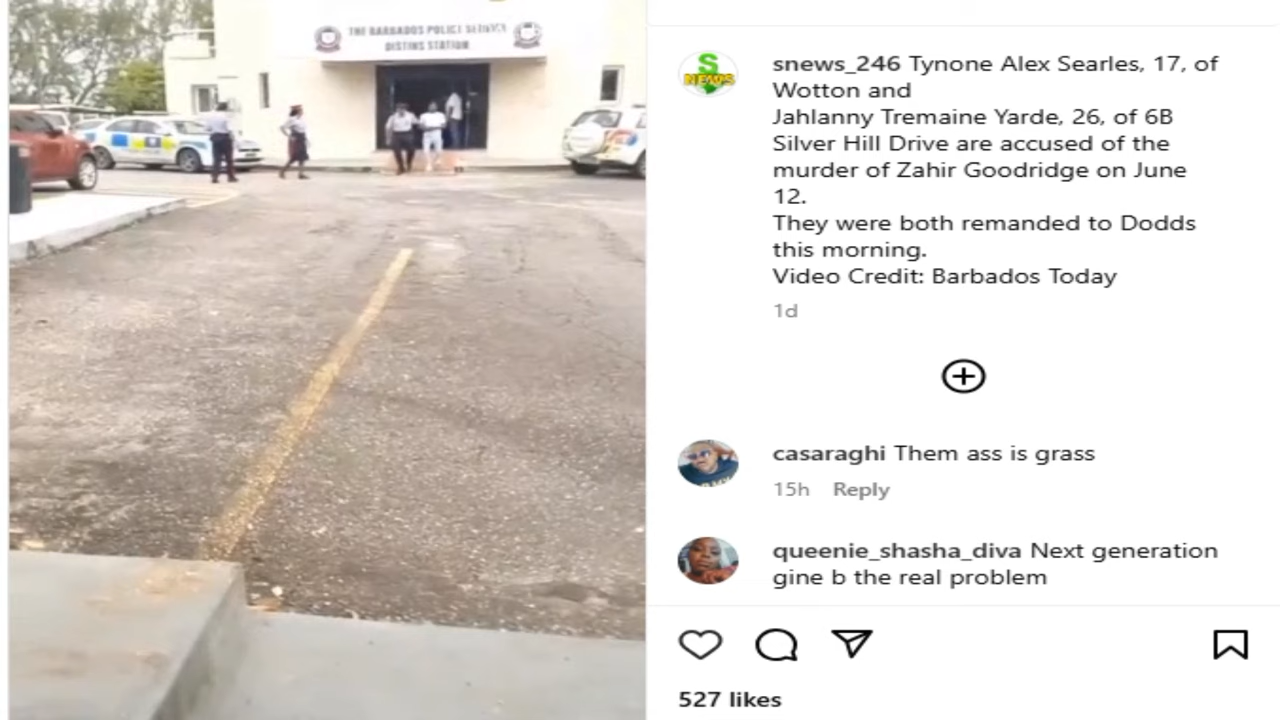 THE BARBADOS POLICE SERVICE
DISTINS STATION
S
NEWS
snews_246 Tynone Alex Searles, 17, of
Wotton and
Jahlanny Tremaine Yarde, 26, of 6B
Silver Hill Drive are accused of the
murder of Zahir Goodridge on June
12.
They were both remanded to Dodds
this morning.
Video Credit: Barbados Today
1d
casaraghi Them ass is grass
15h Reply
queenie_shasha_diva Next generation
gine b the real problem
527 likes